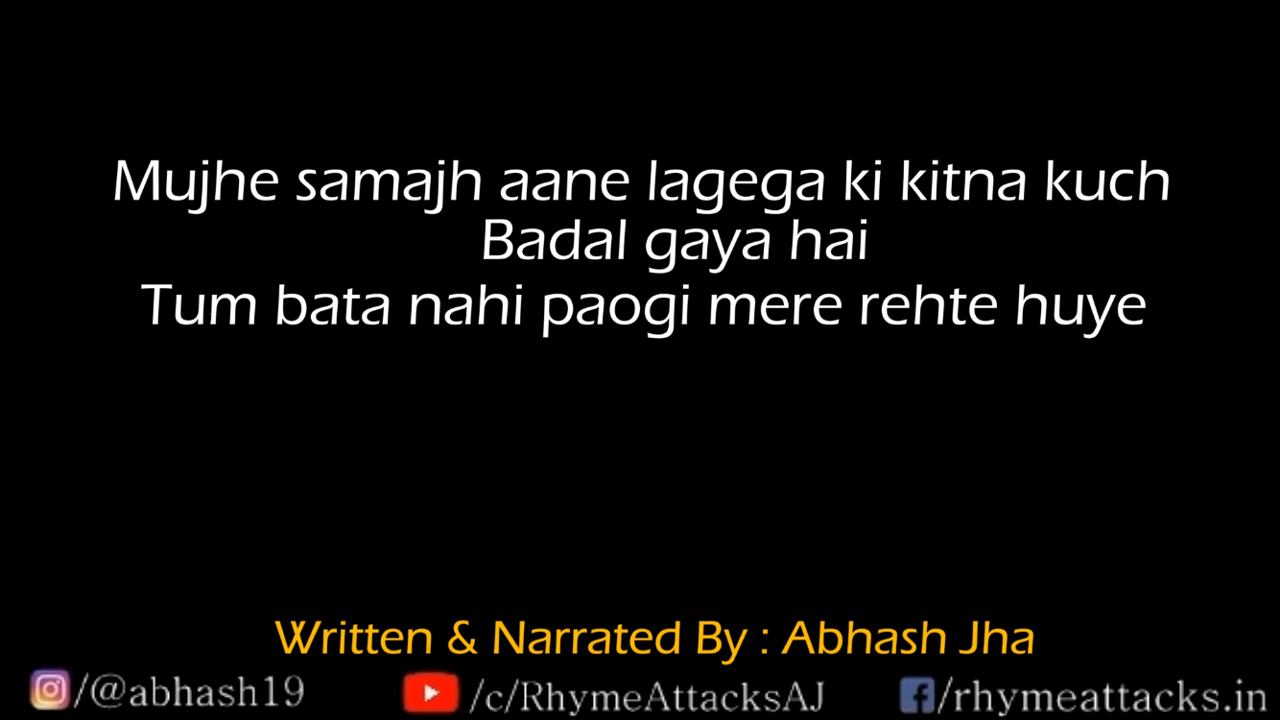 Mujhe samajh aane lagega ki kitna kuch
Badal gaya hai
Tum bata nahi paogi mere rehte huye
Written & Narrated By : Abhash Jha
/@abhash19 /c/RhymeAttacksAJ /rhymeattacks.in